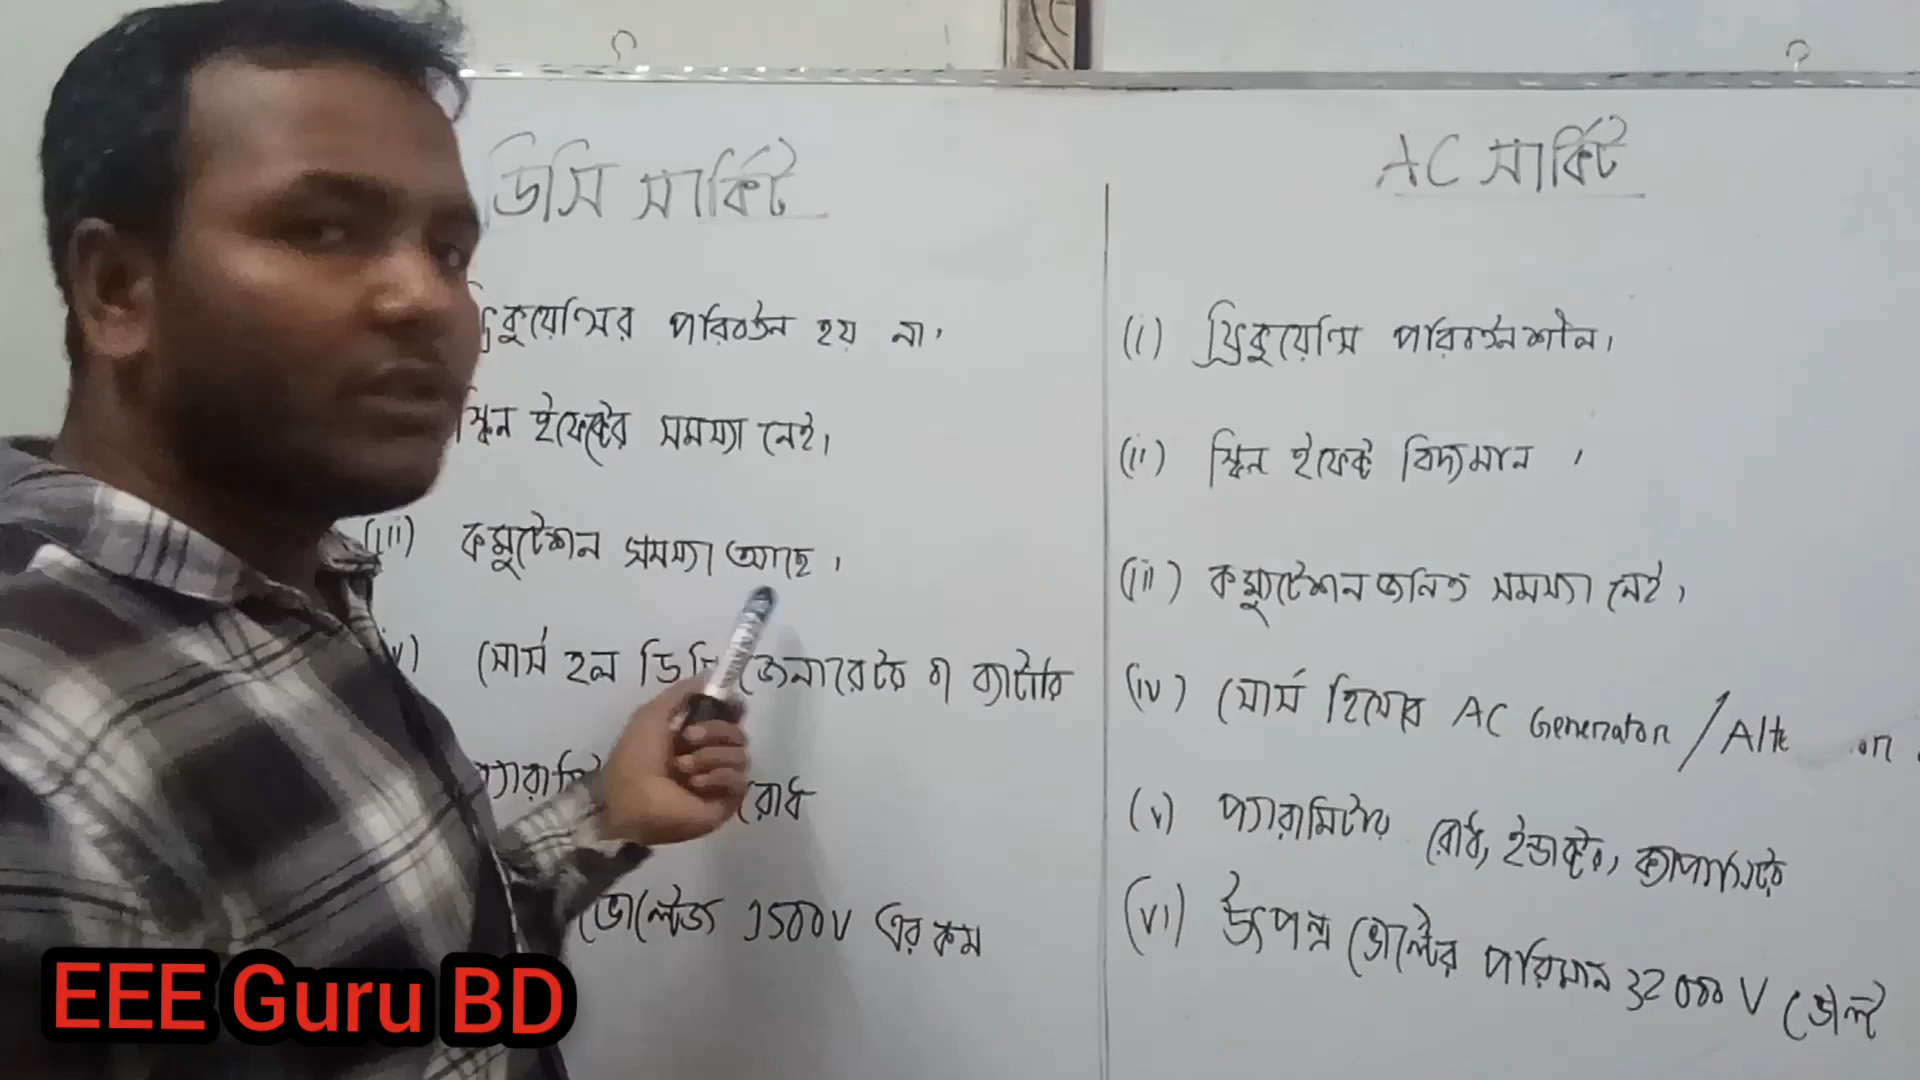 ডিসি সার্কিট
ফ্রিকুয়েন্সির পরিবর্তন হয় না।
স্কিন ইফেক্টের সমস্যা নেই।
(iii) কম্যুটেশন সমস্যা আছে।
সোর্স হল ডিসি জেনারেটর বা ব্যাটারি
রোধ
ভোল্টেজ 1500V এর কম
AC সার্কিট
(i) ফ্রিকুয়েন্সি পরিবর্তনশীল।
(ii) স্কিন ইফেক্ট বিদ্যমান।
(iii) কম্যুটেশন জনিত সমস্যা নেই।
(iv) সোর্স হিসেবে AC Generator /
(v) প্যারামিটার রোধ, ইন্ডাক্টর, ক্যাপাসিটর
(vi) উৎপন্ন ভোল্টের পরিমান 32000 V ভোল্ট
EEE Guru BD